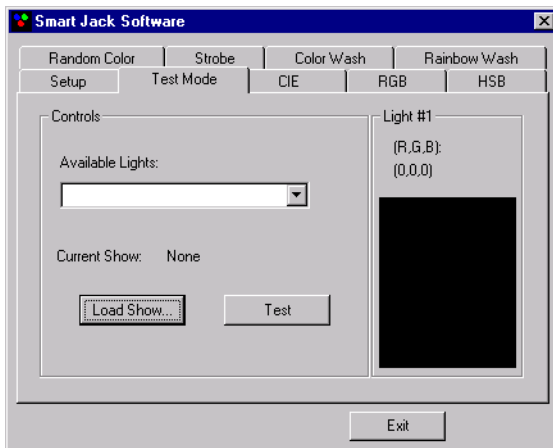 Smart Jack Software
Random Color Strobe Color Wash Rainbow Wash
Setup Test Mode CIE RGB HSB
Controls
Available Lights:
Current Show: None
Load Show... Test
Light #1
(R,G,B):
(0,0,0)
Exit